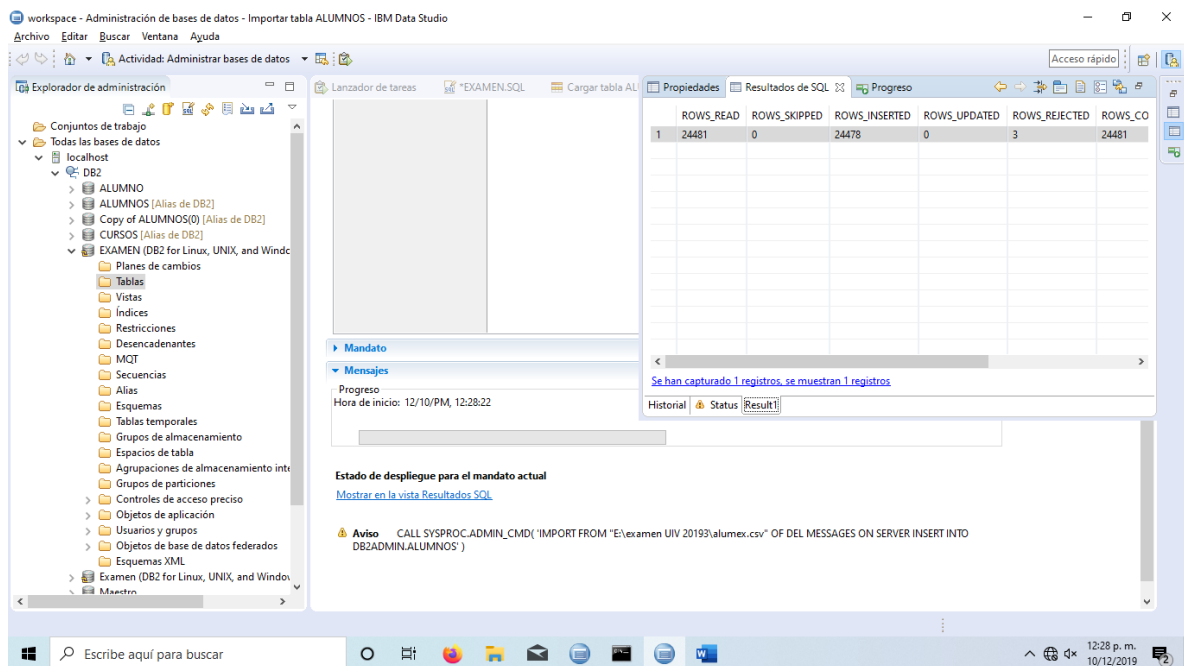 workspace - Administración de bases de datos - Importar tabla ALUMNOS - IBM Data Studio
Archivo Editar Buscar Ventana Ayuda
Actividad: Administrar bases de datos
Acceso rápido
Explorador de administración
Conjuntos de trabajo
Todas las bases de datos
localhost
DB2
ALUMNO
ALUMNOS [Alias de DB2]
Copy of ALUMNOS(0) [Alias de DB2]
CURSOS [Alias de DB2]
EXAMEN (DB2 for Linux, UNIX, and Windc
Planes de cambios
Tablas
Vistas
Índices
Restricciones
Desencadenantes
MQT
Secuencias
Alias
Esquemas
Tablas temporales
Grupos de almacenamiento
Espacios de tabla
Agrupaciones de almacenamiento inte
Grupos de particiones
Controles de acceso preciso
Objetos de aplicación
Usuarios y grupos
Objetos de base de datos federados
Esquemas XML
Examen (DB2 for Linux, UNIX, and Windov
Maestro
Lanzador de tareas
*EXAMEN.SQL
Cargar tabla AL
Propiedades
Resultados de SQL
Progreso
ROWS_READ ROWS_SKIPPED ROWS_INSERTED ROWS_UPDATED ROWS_REJECTED ROWS_CO
1 24481 0 24478 0 3 24481
Se han capturado 1 registros, se muestran 1 registros
Historial Status Result1
Mandato
Mensajes
Progreso
Hora de inicio: 12/10/PM, 12:28:22
Estado de despliegue para el mandato actual
Mostrar en la vista Resultados SQL
Aviso CALL SYSPROC.ADMIN_CMD( 'IMPORT FROM "E:\examen UIV 20193\alumex.csv" OF DEL MESSAGES ON SERVER INSERT INTO
DB2ADMIN.ALUMNOS' )
Escribe aquí para buscar
12:28 p. m.
10/12/2019
2